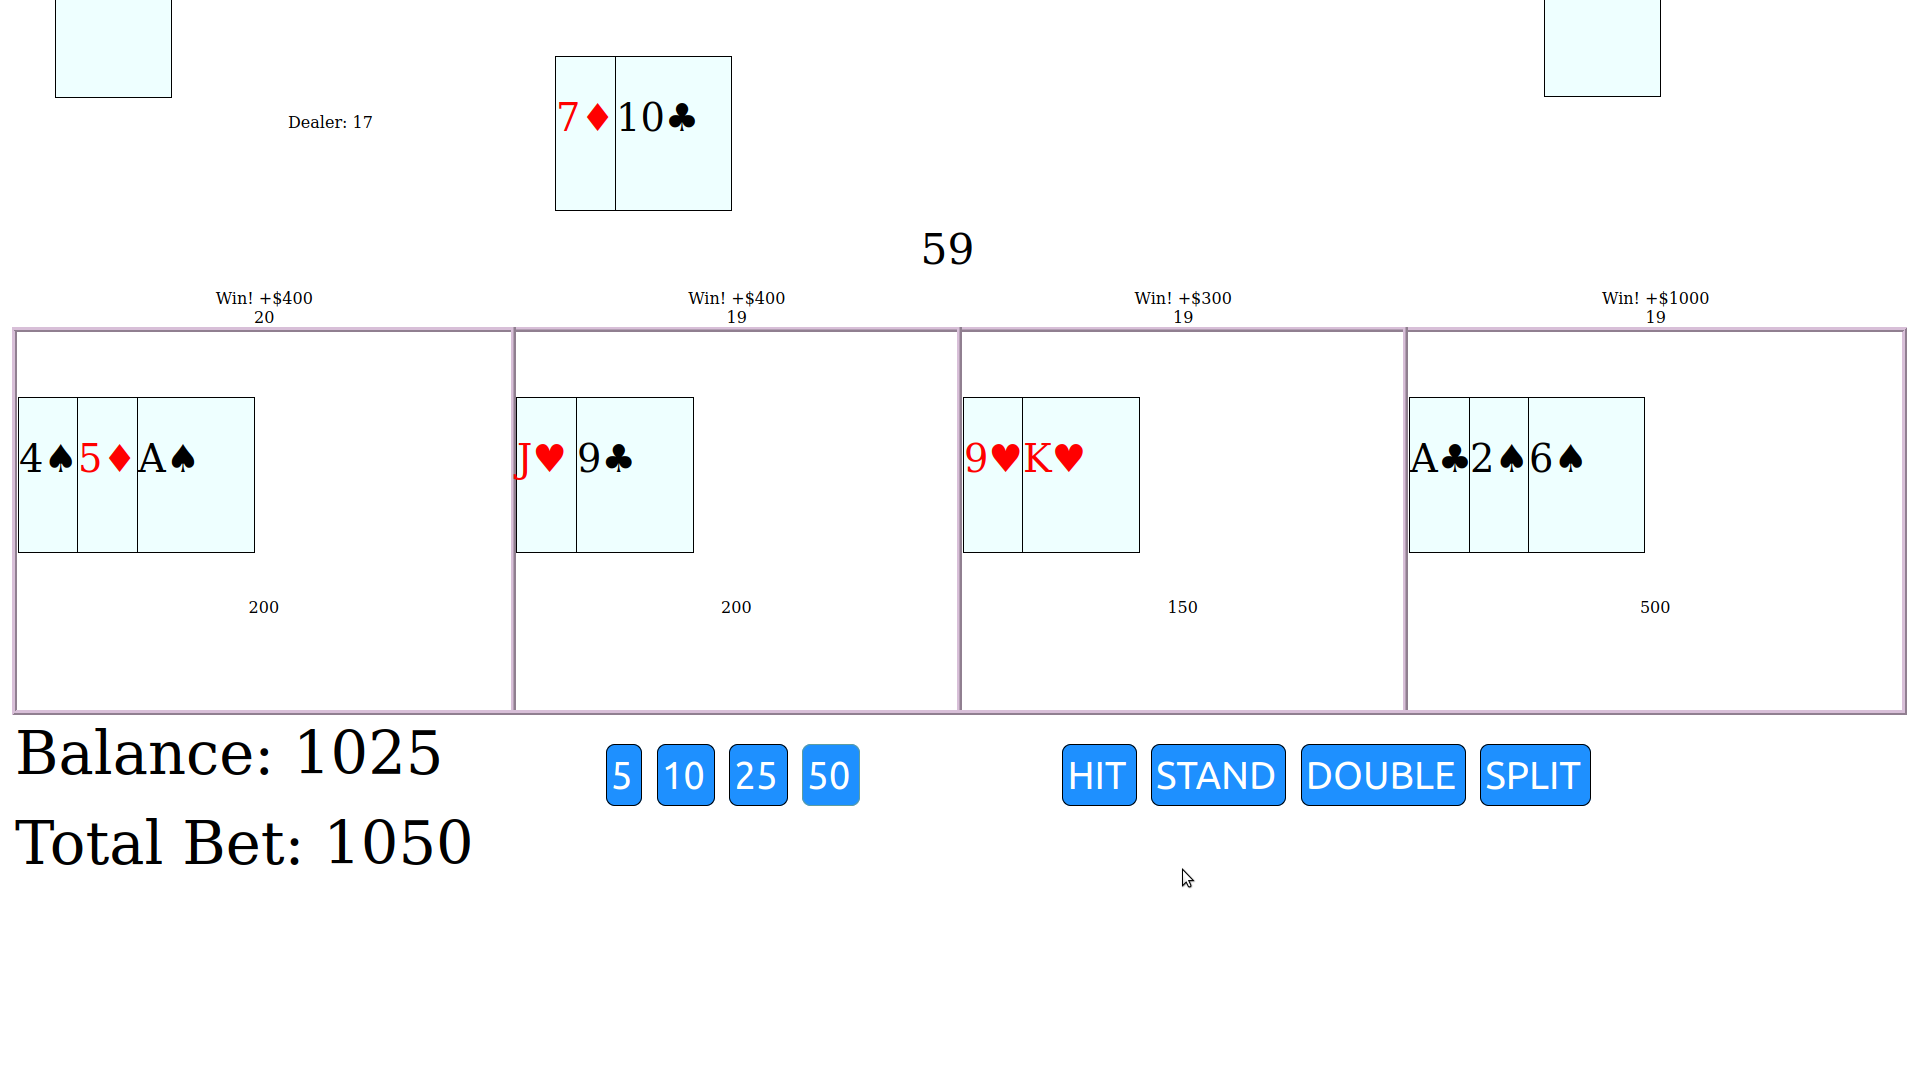 7♦ 10♣
Dealer: 17
59
Win! +$400
20
Win! +$400
19
Win! +$300
19
Win! +$1000
19
4♠ 5♦ A♠
J♥ 9♣
9♥ K♥
A♣ 2♠ 6♠
200
200
150
500
Balance: 1025
Total Bet: 1050
5 10 25 50
HIT STAND DOUBLE SPLIT